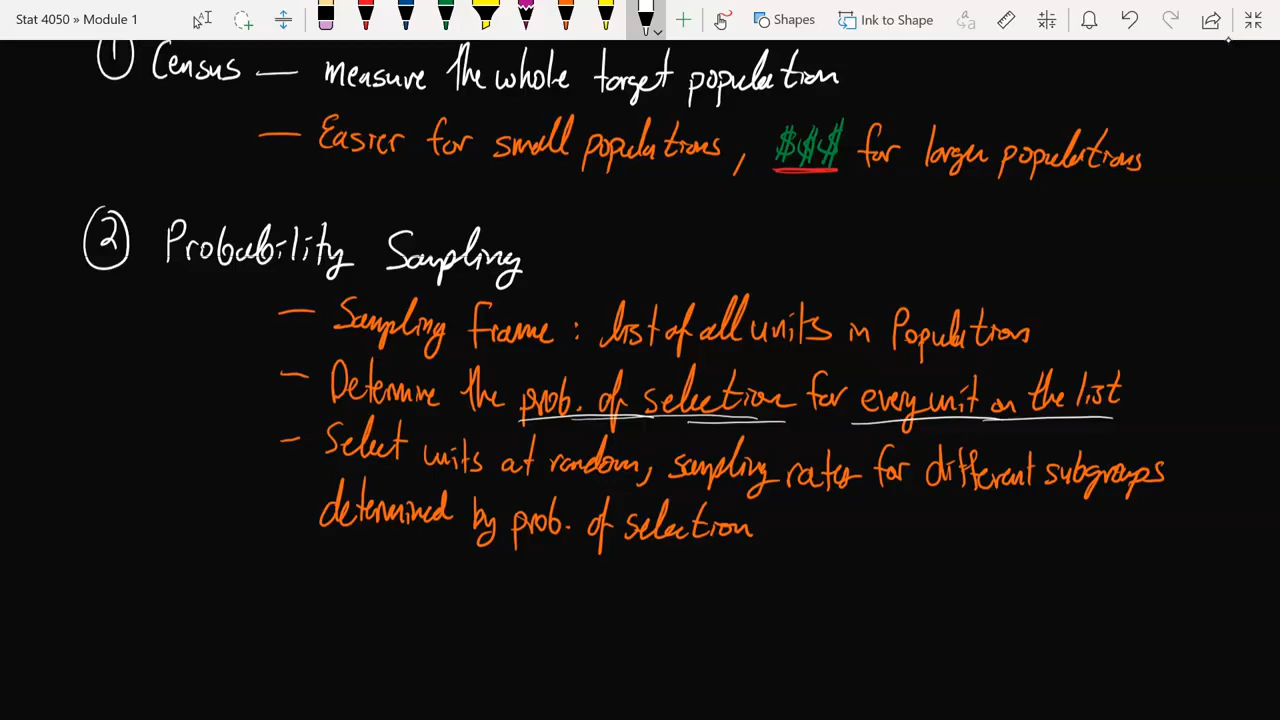 Stat 4050 » Module 1
Shapes
Ink to Shape
① Census — measure the whole target population
— Easier for small populations, $$$ for larger populations
② Probability Sampling
— Sampling Frame : list of all units in Population
— Determine the prob. of selection for every unit on the list
- Select units at random, sampling rates for different subgroups
determined by prob. of selection